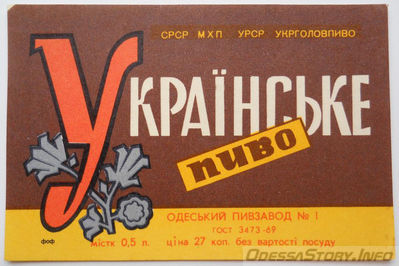 СРСР МХП УРСР УКРГОЛОВПИВО
УКРАЇНСЬКЕ
ПИВО
ОДЕСЬКИЙ ПИВЗАВОД № 1
ГОСТ 3473-69
фоф
містк 0,5 л. ціна 27 коп. без вартості посуду
OdessaStory.Info